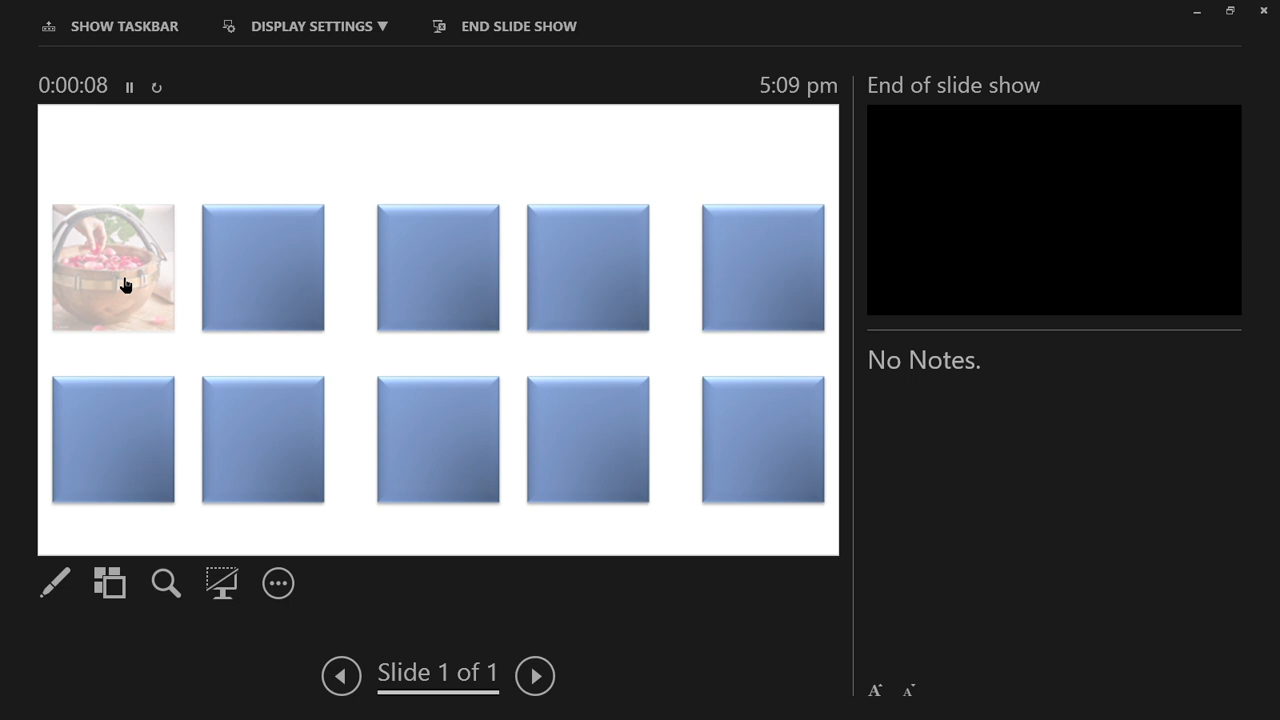 SHOW TASKBAR
DISPLAY SETTINGS ▼
END SLIDE SHOW
0:00:08
5:09 pm
End of slide show
No Notes.
Slide 1 of 1
A A